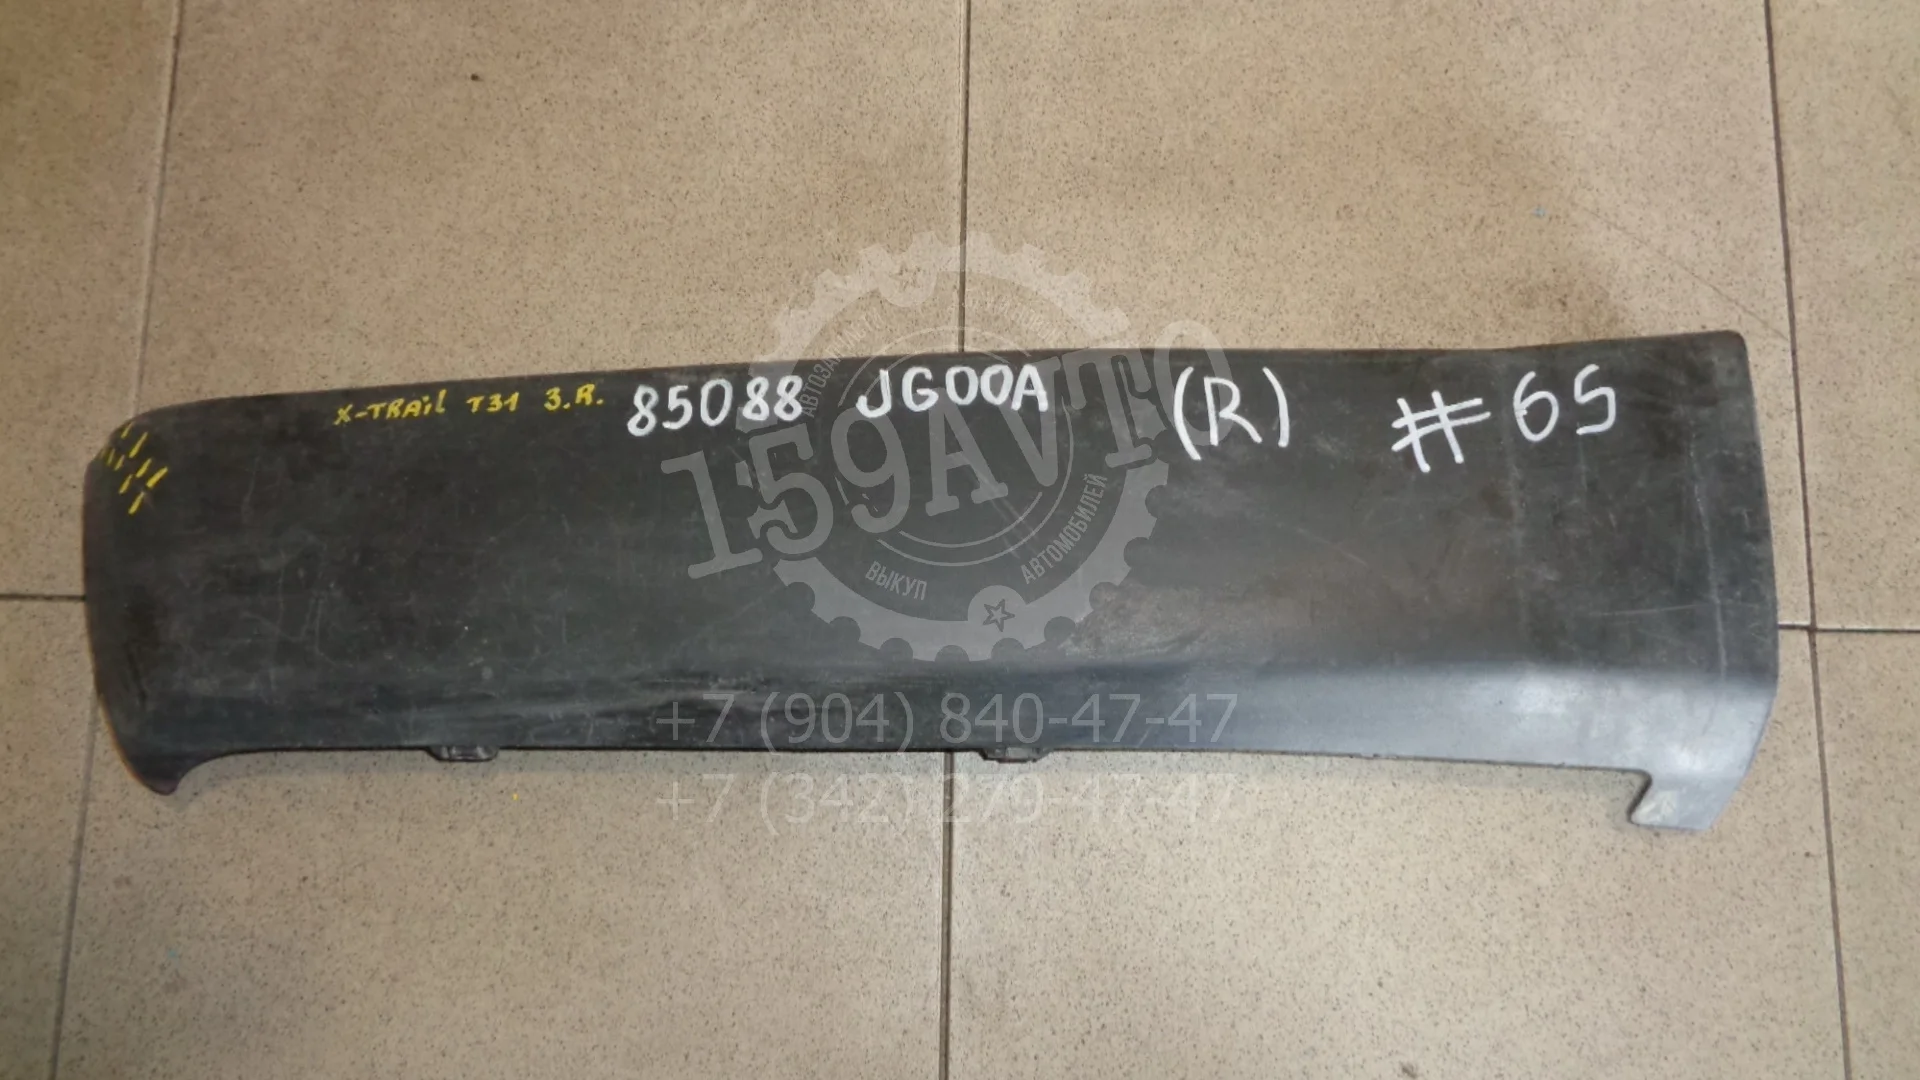 X-TRAIL T31 З.R. 85088 JG00A (R) #65
159AVTO
ВЫКУП АВТОМОБИЛЕЙ
+7 (904) 840-47-47
+7 (342) 279-47-47